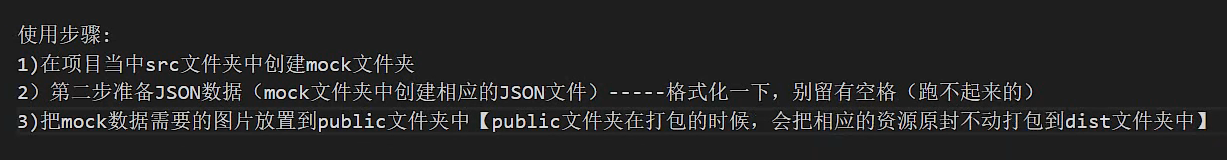 使用步骤:
1)在项目当中src文件夹中创建mock文件夹
2）第二步准备JSON数据（mock文件夹中创建相应的JSON文件）-----格式化一下，别留有空格（跑不起来的）
3)把mock数据需要的图片放置到public文件夹中【public文件夹在打包的时候，会把相应的资源原封不动打包到dist文件夹中】